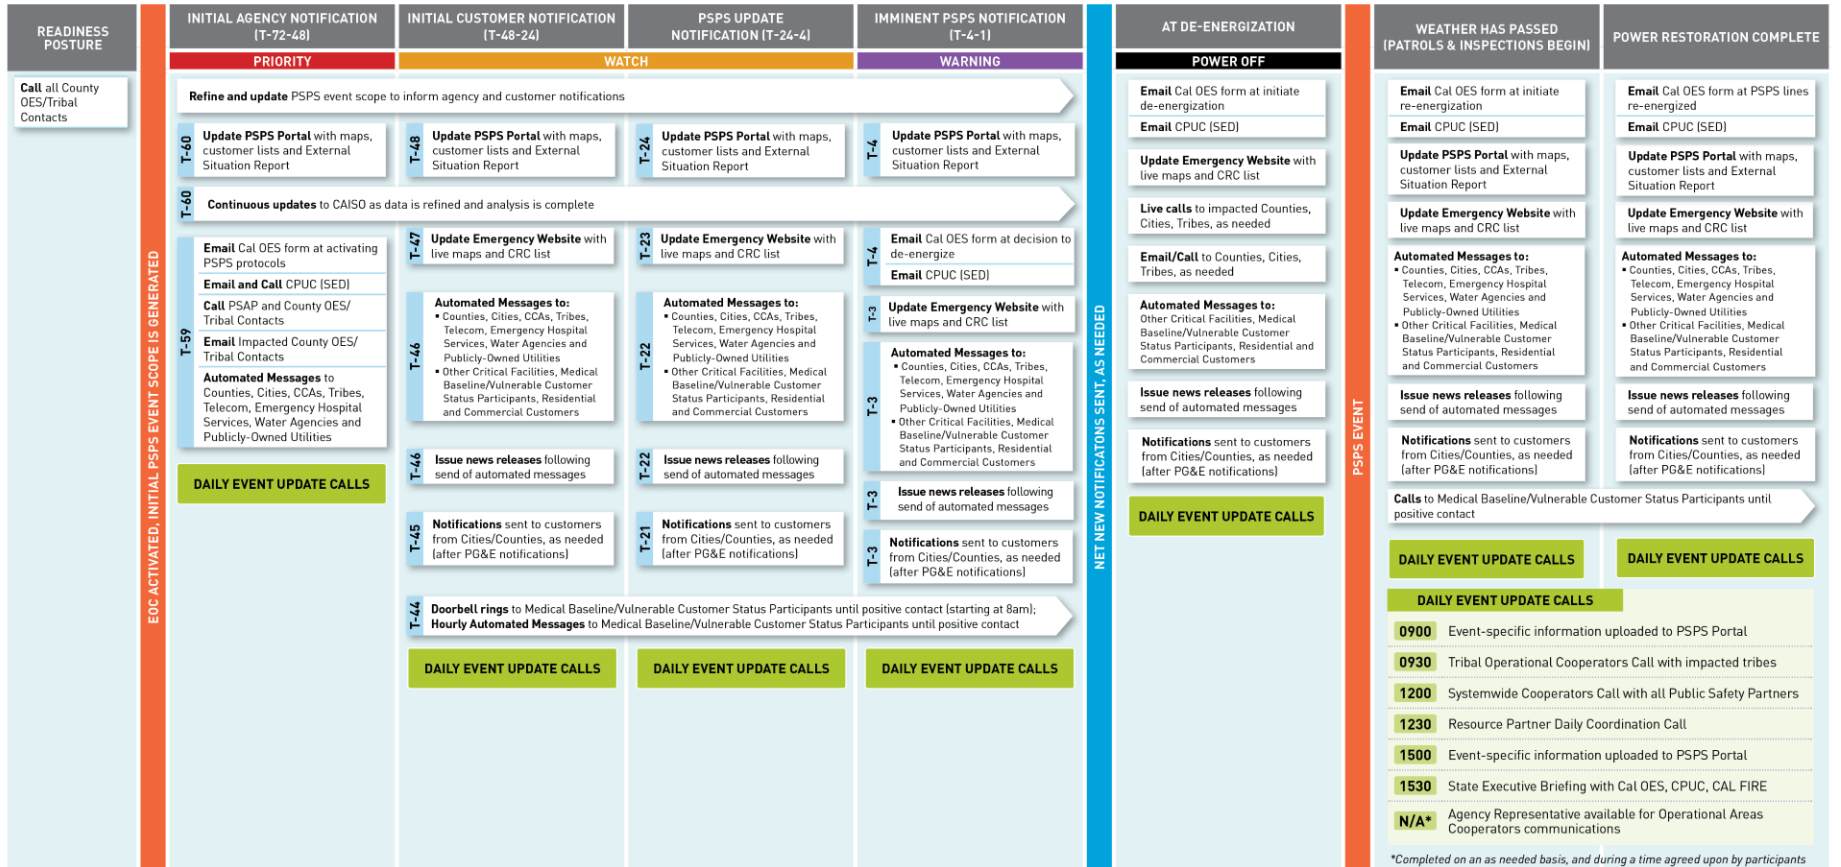 READINESS
POSTURE
Call all County
OES/Tribal
Contacts
EOC ACTIVATED, INITIAL PSPS EVENT SCOPE IS GENERATED
INITIAL AGENCY NOTIFICATION
(T-72-48)
PRIORITY
INITIAL CUSTOMER NOTIFICATION
(T-48-24)
PSPS UPDATE
NOTIFICATION (T-24-4)
WATCH
IMMINENT PSPS NOTIFICATION
(T-4-1)
WARNING
Refine and update PSPS event scope to inform agency and customer notifications
T-60
Update PSPS Portal with maps,
customer lists and External
Situation Report
T-48
Update PSPS Portal with maps,
customer lists and External
Situation Report
T-24
Update PSPS Portal with maps,
customer lists and External
Situation Report
T-4
Update PSPS Portal with maps,
customer lists and External
Situation Report
T-60
Continuous updates to CAISO as data is refined and analysis is complete
T-59
Email Cal OES form at activating
PSPS protocols
Email and Call CPUC (SED)
Call PSAP and County OES/
Tribal Contacts
Email Impacted County OES/
Tribal Contacts
Automated Messages to
Counties, Cities, CCAs, Tribes,
Telecom, Emergency Hospital
Services, Water Agencies and
Publicly-Owned Utilities
DAILY EVENT UPDATE CALLS
T-47
Update Emergency Website with
live maps and CRC list
T-46
Automated Messages to:
▪ Counties, Cities, CCAs, Tribes,
Telecom, Emergency Hospital
Services, Water Agencies and
Publicly-Owned Utilities
▪ Other Critical Facilities, Medical
Baseline/Vulnerable Customer
Status Participants, Residential
and Commercial Customers
T-46
Issue news releases following
send of automated messages
T-45
Notifications sent to customers
from Cities/Counties, as needed
(after PG&E notifications)
T-23
Update Emergency Website with
live maps and CRC list
T-22
Automated Messages to:
▪ Counties, Cities, CCAs, Tribes,
Telecom, Emergency Hospital
Services, Water Agencies and
Publicly-Owned Utilities
▪ Other Critical Facilities, Medical
Baseline/Vulnerable Customer
Status Participants, Residential
and Commercial Customers
T-22
Issue news releases following
send of automated messages
T-21
Notifications sent to customers
from Cities/Counties, as needed
(after PG&E notifications)
T-4
Email Cal OES form at decision to
de-energize
Email CPUC (SED)
T-3
Update Emergency Website with
live maps and CRC list
T-3
Automated Messages to:
▪ Counties, Cities, CCAs, Tribes,
Telecom, Emergency Hospital
Services, Water Agencies and
Publicly-Owned Utilities
▪ Other Critical Facilities, Medical
Baseline/Vulnerable Customer
Status Participants, Residential
and Commercial Customers
T-3
Issue news releases following
send of automated messages
T-3
Notifications sent to customers
from Cities/Counties, as needed
(after PG&E notifications)
T-44
Doorbell rings to Medical Baseline/Vulnerable Customer Status Participants until positive contact (starting at 8am);
Hourly Automated Messages to Medical Baseline/Vulnerable Customer Status Participants until positive contact
DAILY EVENT UPDATE CALLS
DAILY EVENT UPDATE CALLS
DAILY EVENT UPDATE CALLS
NET NEW NOTIFICATONS SENT, AS NEEDED
AT DE-ENERGIZATION
POWER OFF
Email Cal OES form at initiate
de-energization
Email CPUC (SED)
Update Emergency Website with
live maps and CRC list
Live calls to impacted Counties,
Cities, Tribes, as needed
Email/Call to Counties, Cities,
Tribes, as needed
Automated Messages to:
Other Critical Facilities, Medical
Baseline/Vulnerable Customer
Status Participants, Residential and
Commercial Customers
Issue news releases following
send of automated messages
Notifications sent to customers
from Cities/Counties, as needed
(after PG&E notifications)
DAILY EVENT UPDATE CALLS
PSPS EVENT
WEATHER HAS PASSED
(PATROLS & INSPECTIONS BEGIN)
Email Cal OES form at initiate
re-energization
Email CPUC (SED)
Update PSPS Portal with maps,
customer lists and External
Situation Report
Update Emergency Website with
live maps and CRC list
Automated Messages to:
▪ Counties, Cities, CCAs, Tribes,
Telecom, Emergency Hospital
Services, Water Agencies and
Publicly-Owned Utilities
▪ Other Critical Facilities, Medical
Baseline/Vulnerable Customer
Status Participants, Residential
and Commercial Customers
Issue news releases following
send of automated messages
Notifications sent to customers
from Cities/Counties, as needed
(after PG&E notifications)
POWER RESTORATION COMPLETE
Email Cal OES form at PSPS lines
re-energized
Email CPUC (SED)
Update PSPS Portal with maps,
customer lists and External
Situation Report
Update Emergency Website with
live maps and CRC list
Automated Messages to:
▪ Counties, Cities, CCAs, Tribes,
Telecom, Emergency Hospital
Services, Water Agencies and
Publicly-Owned Utilities
▪ Other Critical Facilities, Medical
Baseline/Vulnerable Customer
Status Participants, Residential
and Commercial Customers
Issue news releases following
send of automated messages
Notifications sent to customers
from Cities/Counties, as needed
(after PG&E notifications)
Calls to Medical Baseline/Vulnerable Customer Status Participants until
positive contact
DAILY EVENT UPDATE CALLS
DAILY EVENT UPDATE CALLS
DAILY EVENT UPDATE CALLS
0900 Event-specific information uploaded to PSPS Portal
0930 Tribal Operational Cooperators Call with impacted tribes
1200 Systemwide Cooperators Call with all Public Safety Partners
1230 Resource Partner Daily Coordination Call
1500 Event-specific information uploaded to PSPS Portal
1530 State Executive Briefing with Cal OES, CPUC, CAL FIRE
N/A* Agency Representative available for Operational Areas
Cooperators communications
*Completed on an as needed basis, and during a time agreed upon by participants